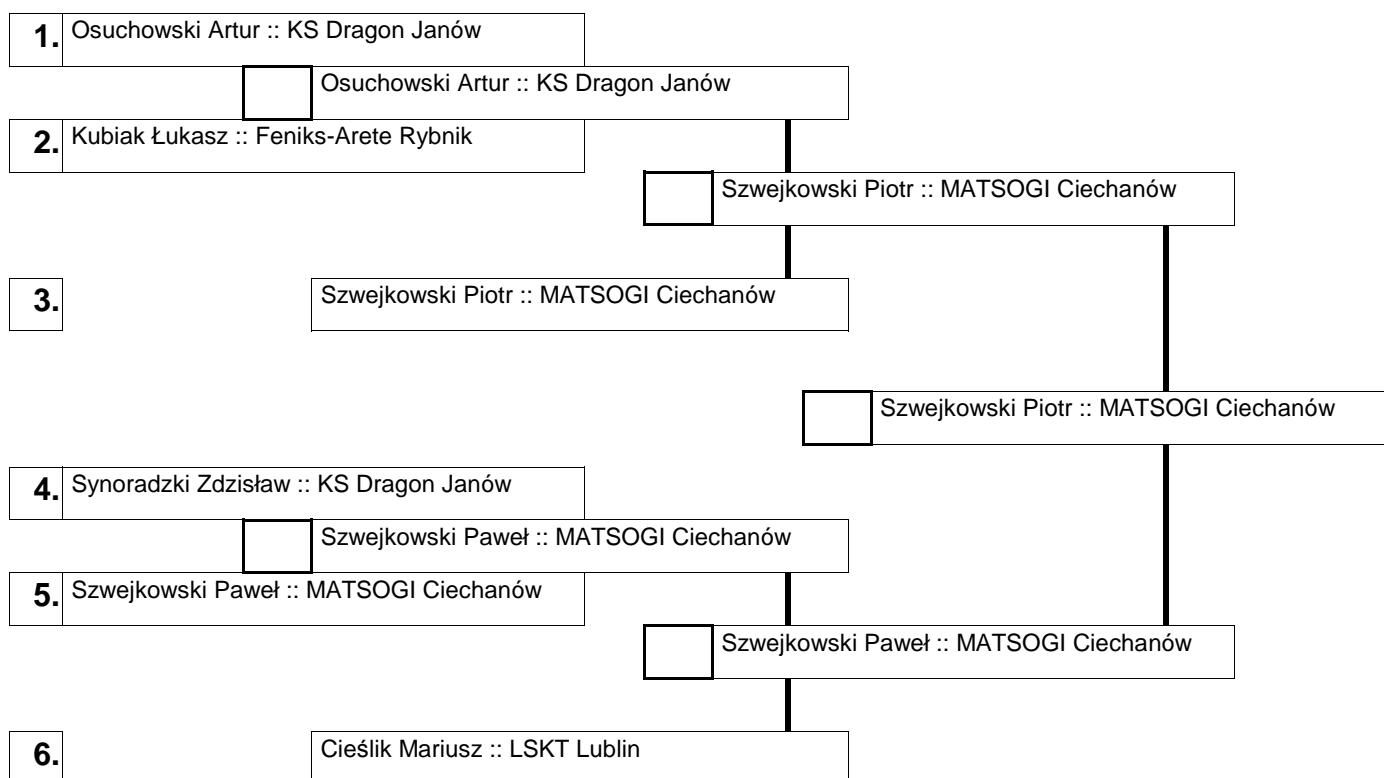 1. Osuchowski Artur :: KS Dragon Janów
Osuchowski Artur :: KS Dragon Janów
2. Kubiak Łukasz :: Feniks-Arete Rybnik
Szwejkowski Piotr :: MATSOGI Ciechanów
3. Szwejkowski Piotr :: MATSOGI Ciechanów
Szwejkowski Piotr :: MATSOGI Ciechanów
4. Synoradzki Zdzisław :: KS Dragon Janów
Szwejkowski Paweł :: MATSOGI Ciechanów
5. Szwejkowski Paweł :: MATSOGI Ciechanów
Szwejkowski Paweł :: MATSOGI Ciechanów
6. Cieślik Mariusz :: LSKT Lublin